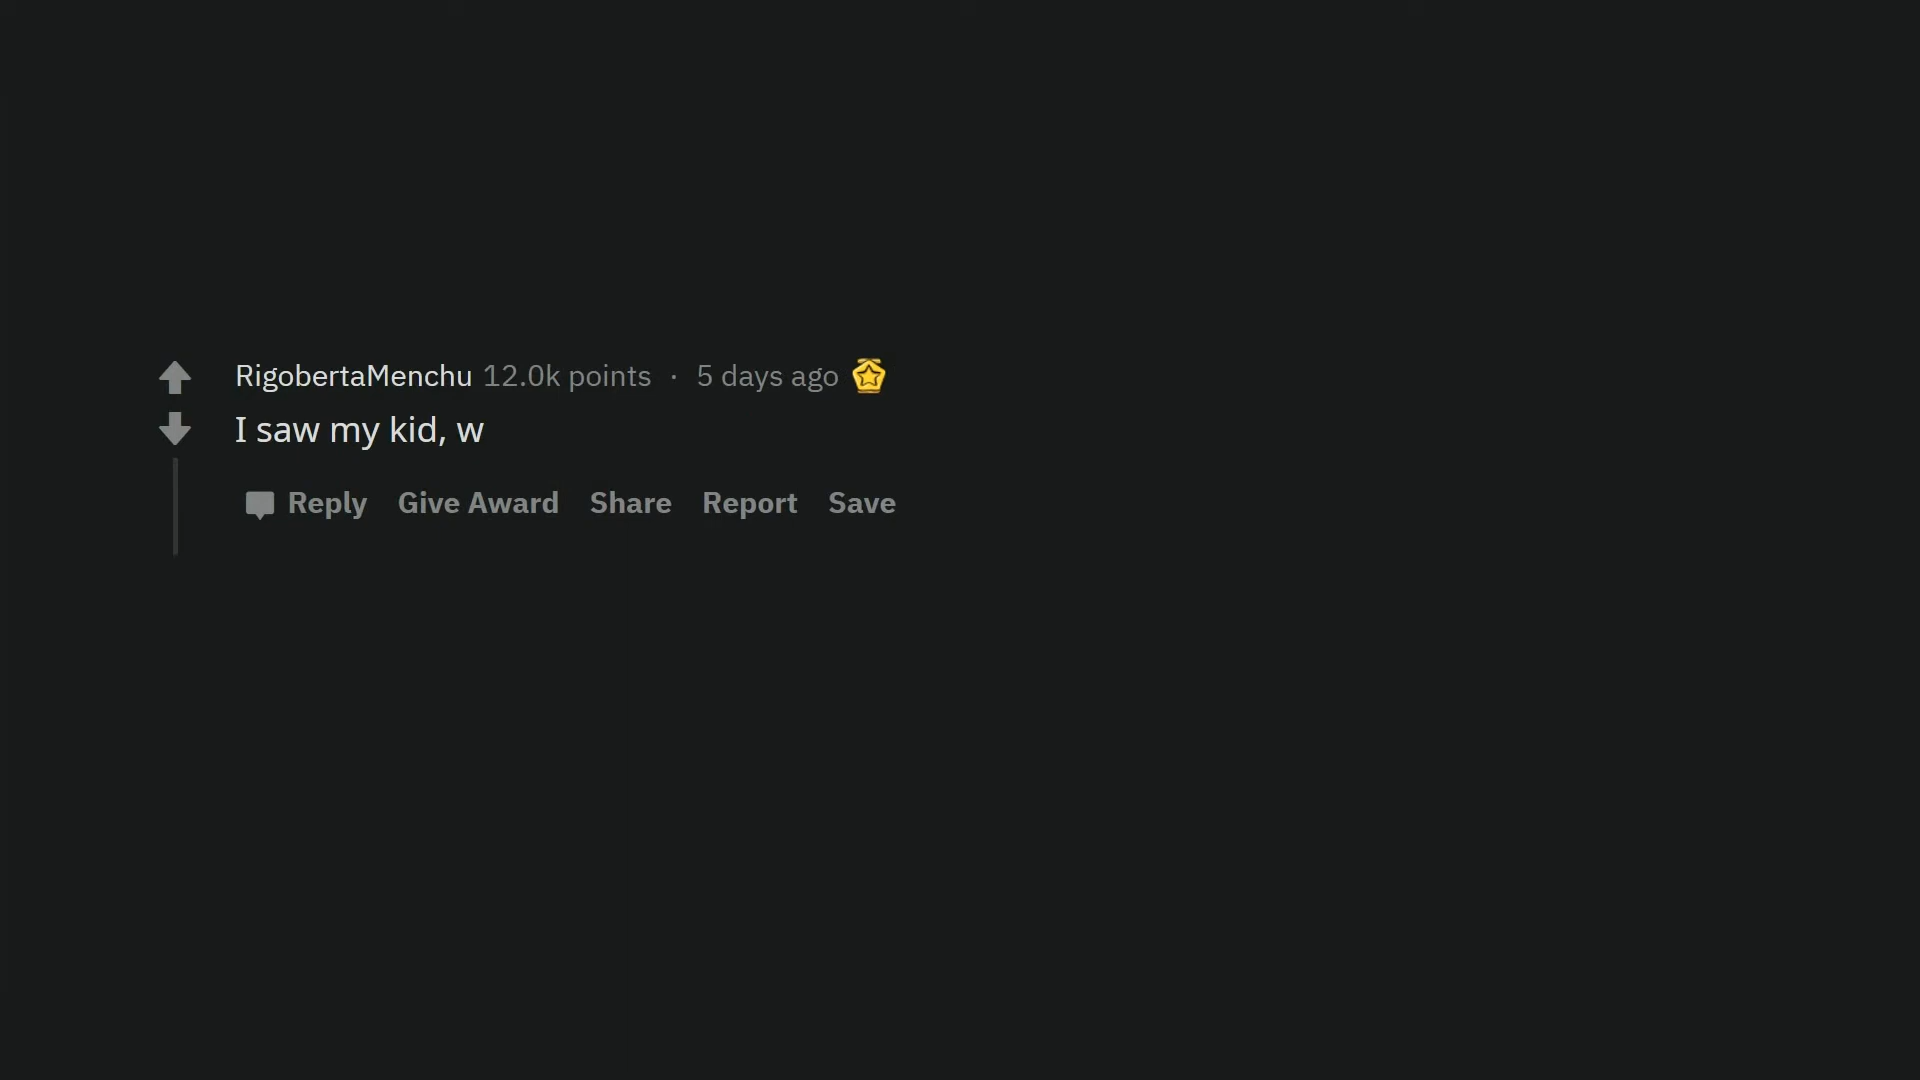 RigobertaMenchu 12.0k points · 5 days ago
I saw my kid, w
Reply Give Award Share Report Save